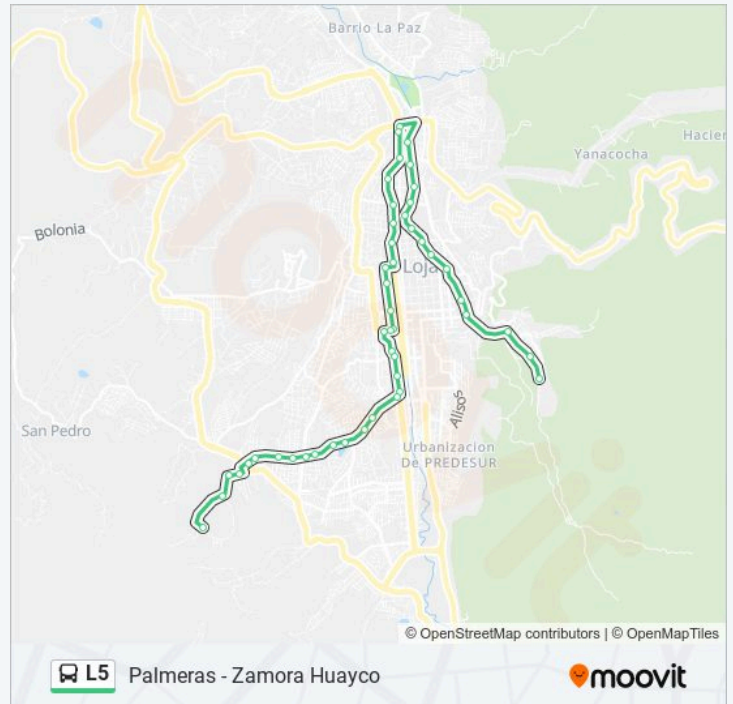 Barrio La Paz
Hacien
Yanacocha
Bolonia
Loja
Alisos
San Pedro
Urbanizacion
De PREDESUR
© OpenStreetMap contributors | © OpenMapTiles
L5 Palmeras - Zamora Huayco
moovit